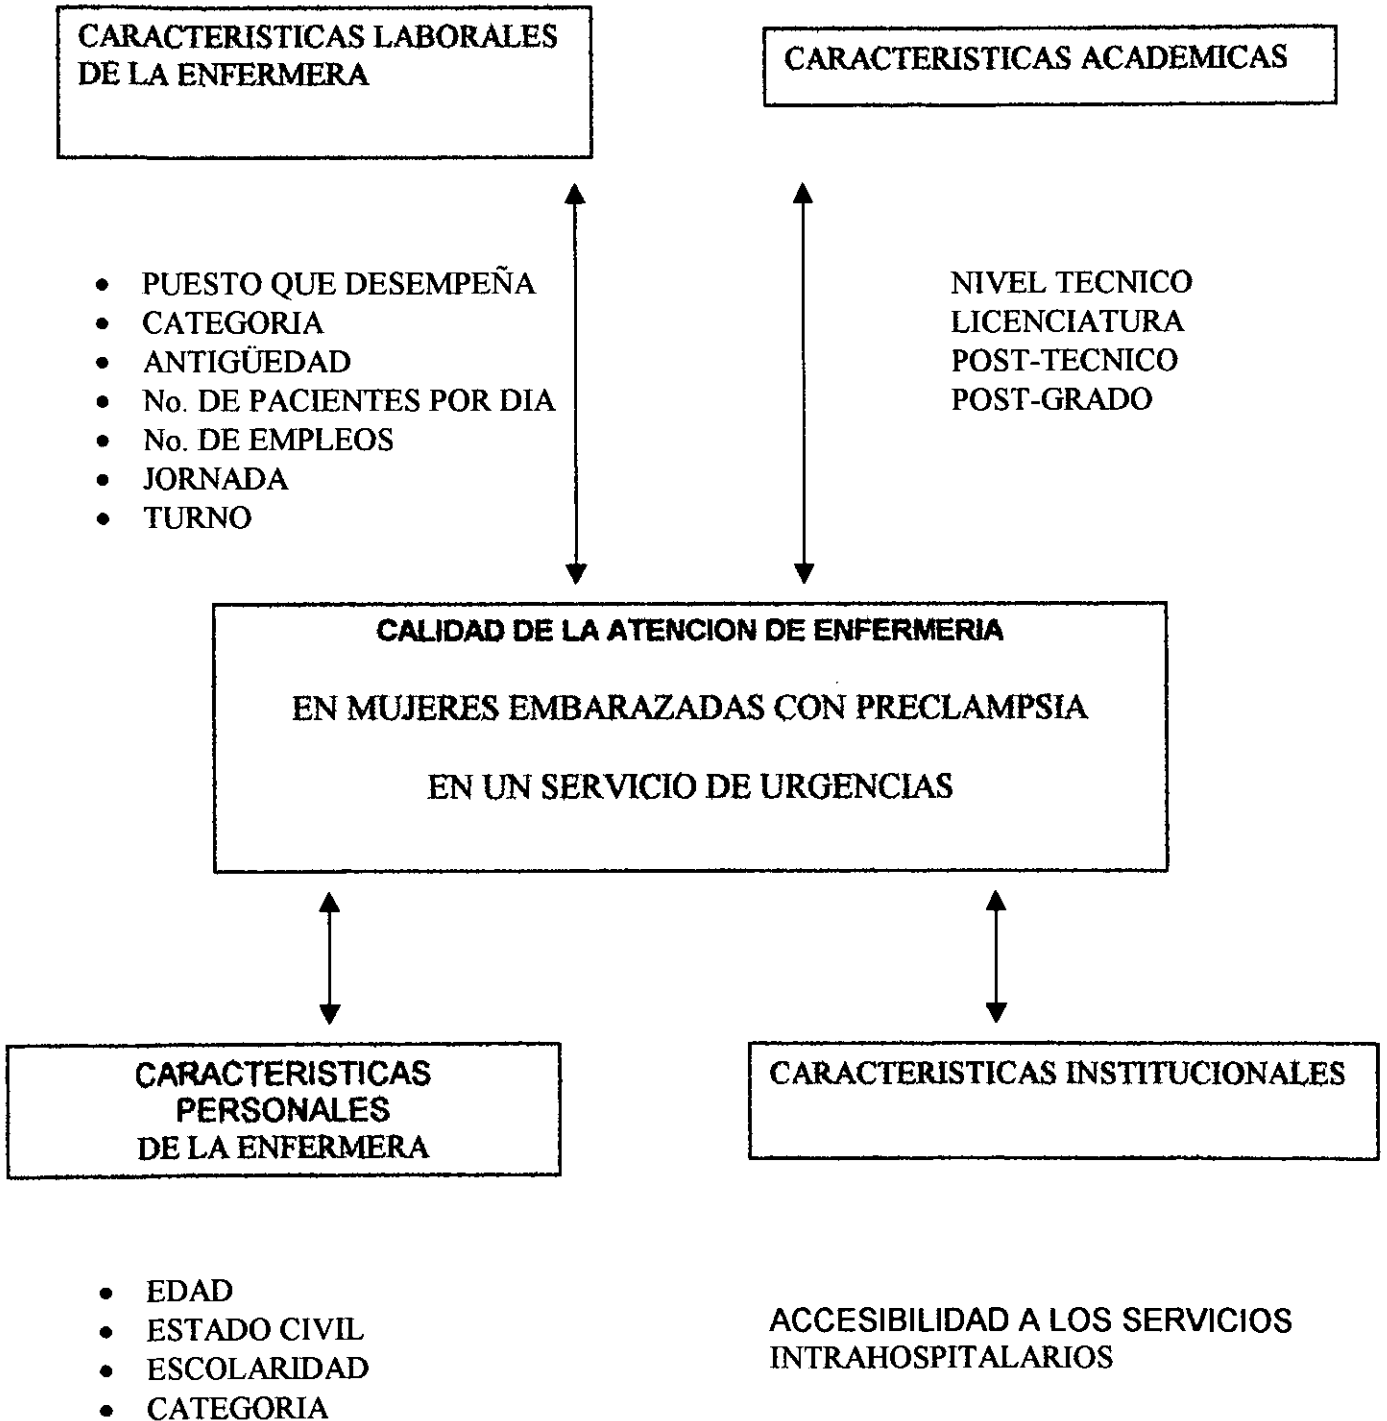 CARACTERISTICAS LABORALES
DE LA ENFERMERA
CARACTERISTICAS ACADEMICAS
• PUESTO QUE DESEMPEÑA
• CATEGORIA
• ANTIGÜEDAD
• No. DE PACIENTES POR DIA
• No. DE EMPLEOS
• JORNADA
• TURNO
NIVEL TECNICO
LICENCIATURA
POST-TECNICO
POST-GRADO
CALIDAD DE LA ATENCION DE ENFERMERIA
EN MUJERES EMBARAZADAS CON PRECLAMPSIA
EN UN SERVICIO DE URGENCIAS
CARACTERISTICAS
PERSONALES
DE LA ENFERMERA
CARACTERISTICAS INSTITUCIONALES
• EDAD
• ESTADO CIVIL
• ESCOLARIDAD
• CATEGORIA
ACCESIBILIDAD A LOS SERVICIOS
INTRAHOSPITALARIOS